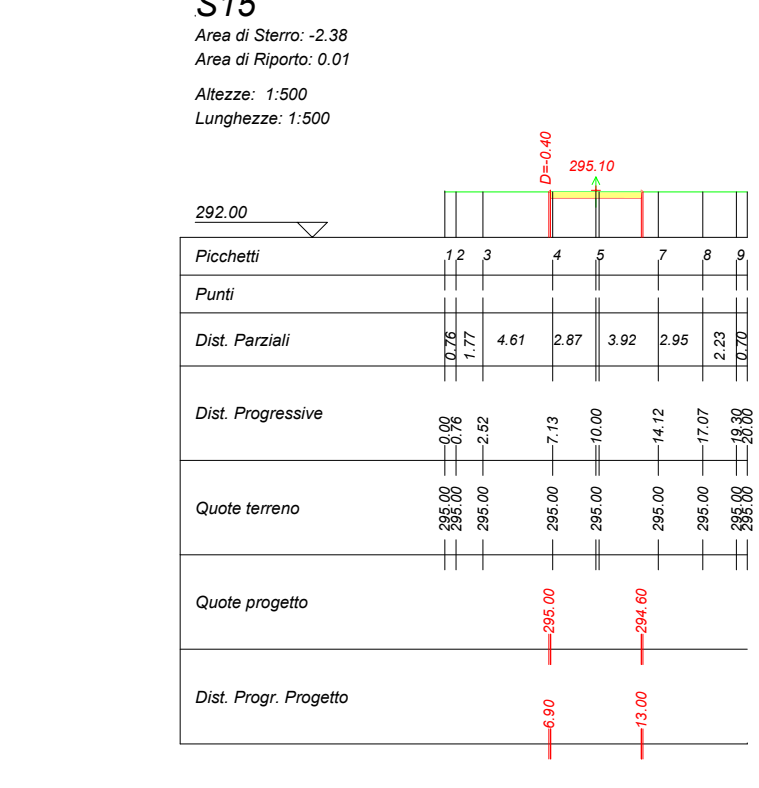 S15
Area di Sterro: -2.38
Area di Riporto: 0.01
Altezze: 1:500
Lunghezze: 1:500
D=-0.40
295.10
292.00
Picchetti 1 2 3 4 5 7 8 9
Punti
Dist. Parziali 0.76 1.77 4.61 2.87 3.92 2.95 2.23 0.70
Dist. Progressive 0.00 0.76 2.52 7.13 10.00 14.12 17.07 19.30 20.00
Quote terreno 295.00 295.00 295.00 295.00 295.00 295.00 295.00 295.00 295.00
Quote progetto 295.00 294.60
Dist. Progr. Progetto 6.90 13.00